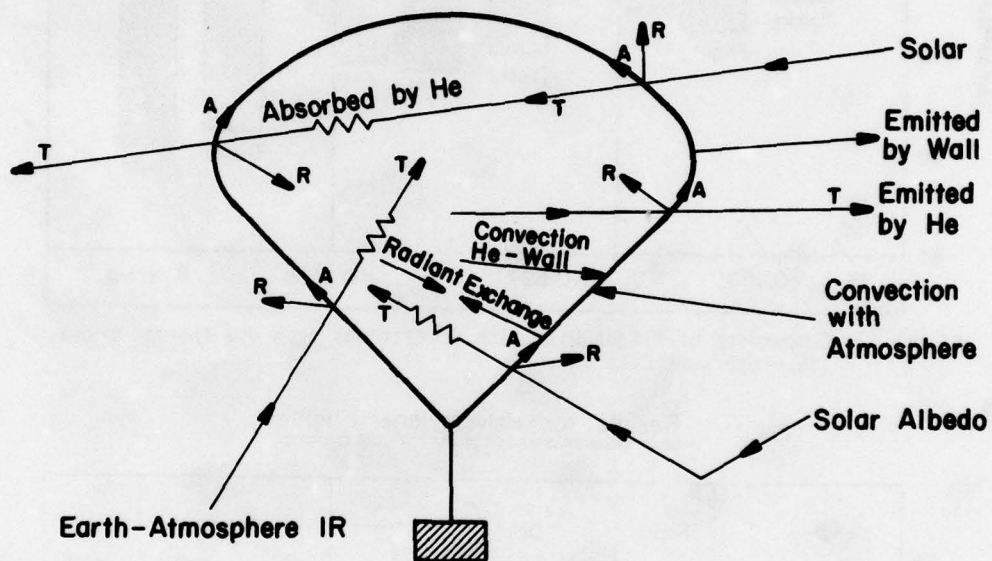 R
Solar
A
Absorbed by He
T
A
T
R
T
Emitted
by Wall
R
A
T
Emitted
by He
Convection
He-Wall
Radiant Exchange
A
R
T
Convection
with
Atmosphere
A
R
Solar Albedo
Earth-Atmosphere IR